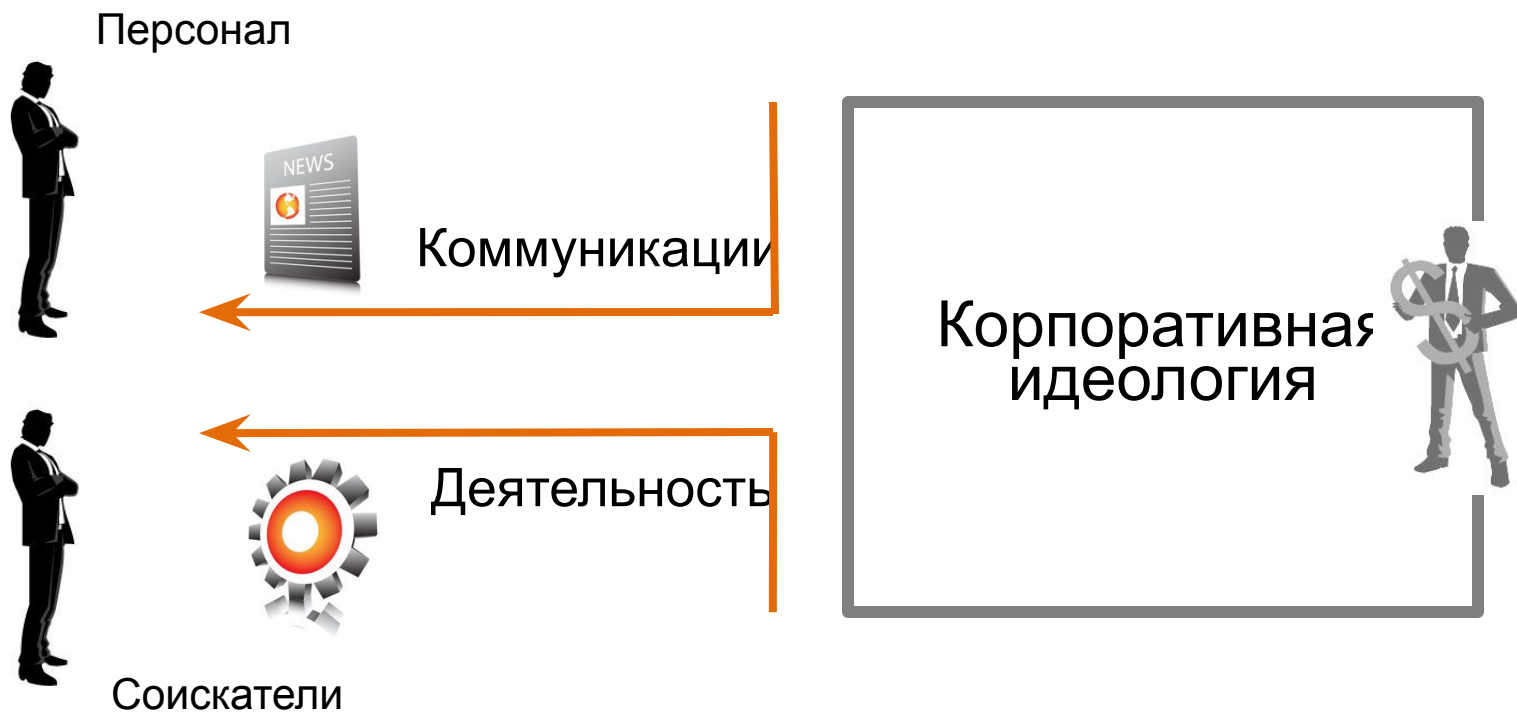 Персонал
NEWS
Коммуникации
Корпоративная
идеология
Деятельность
Соискатели